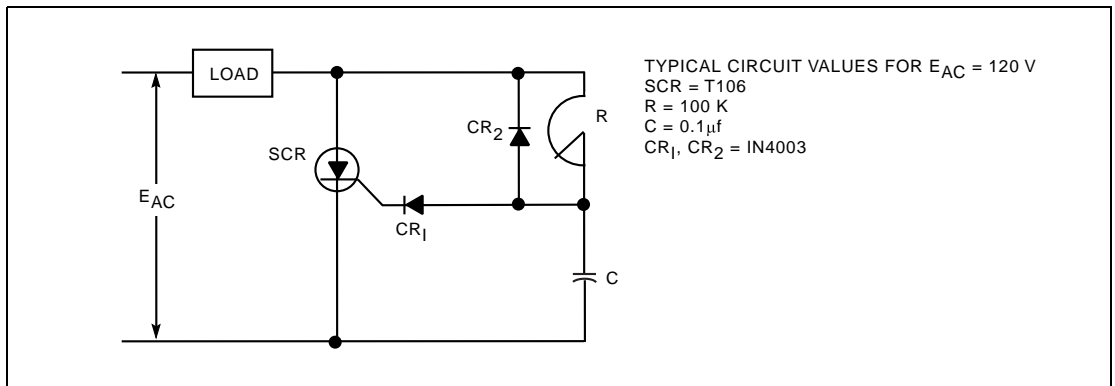 LOAD
TYPICAL CIRCUIT VALUES FOR EAC = 120 V
SCR = T106
R = 100 K
C = 0.1µf
CRI, CR2 = IN4003
R
CR2
SCR
EAC
CRI
C